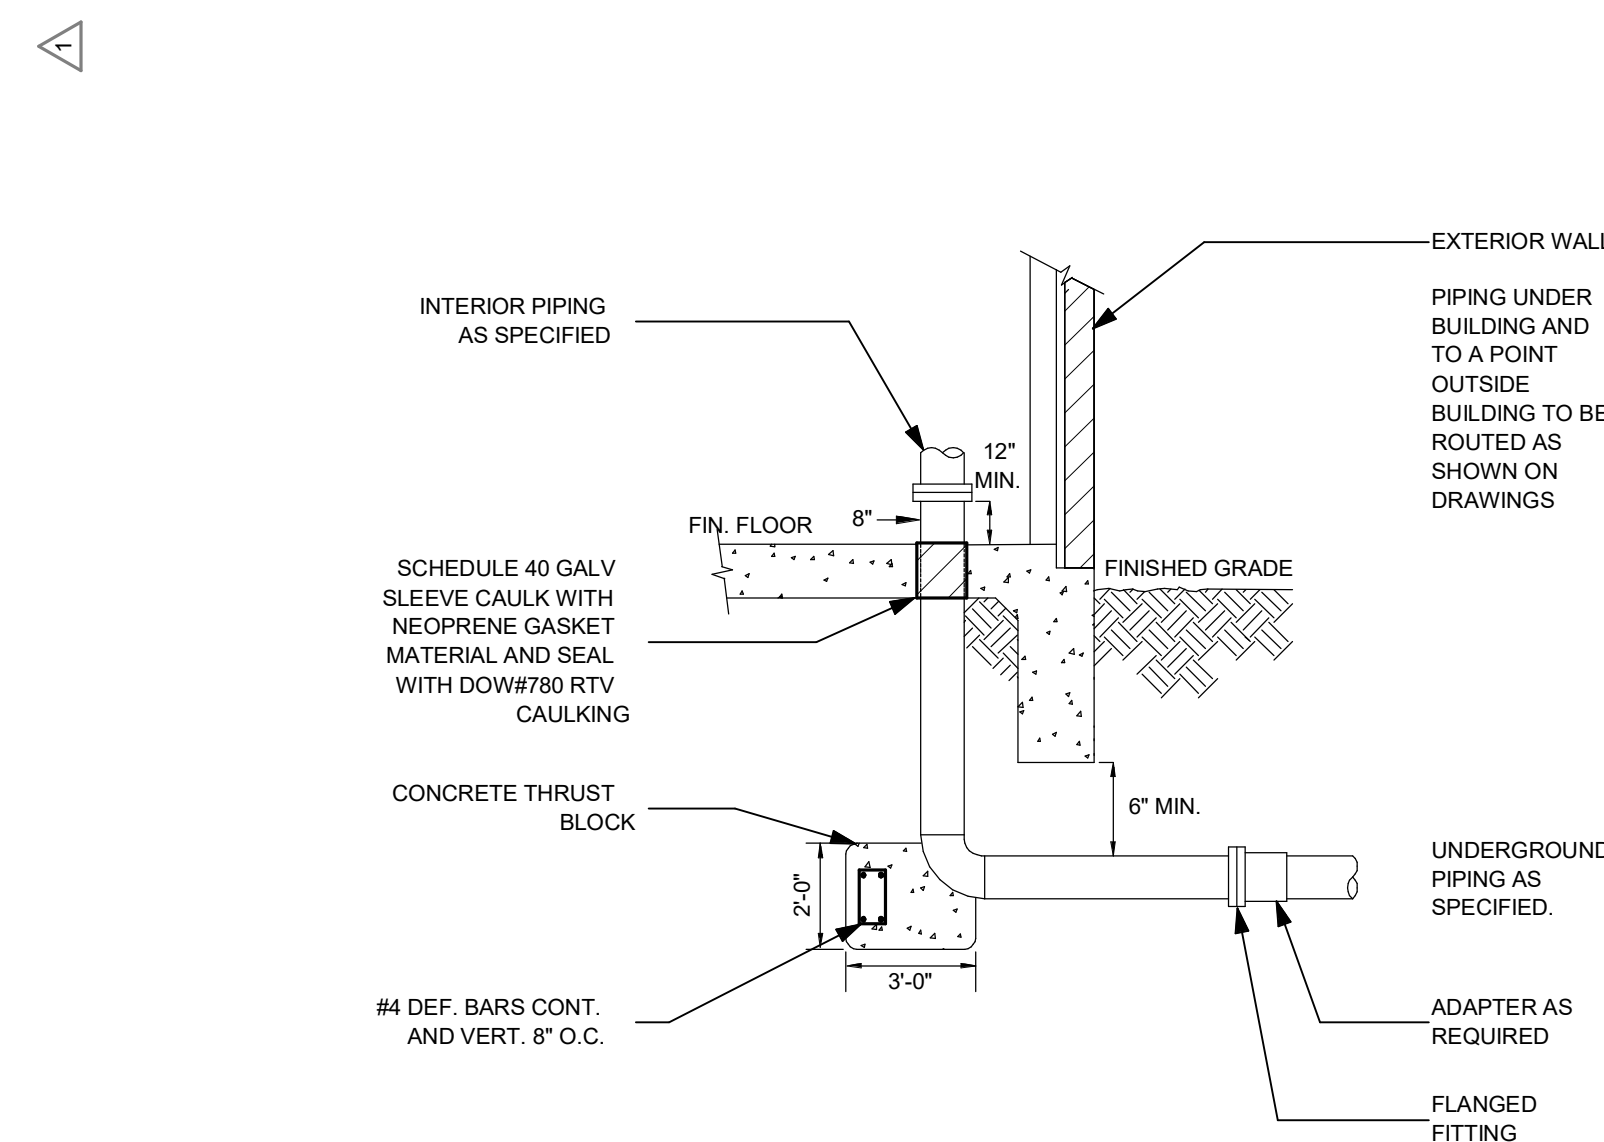 1
EXTERIOR WALL
PIPING UNDER
BUILDING AND
TO A POINT
OUTSIDE
BUILDING TO BE
ROUTED AS
SHOWN ON
DRAWINGS
INTERIOR PIPING
AS SPECIFIED
12"
MIN.
8"
FIN. FLOOR
FINISHED GRADE
SCHEDULE 40 GALV
SLEEVE CAULK WITH
NEOPRENE GASKET
MATERIAL AND SEAL
WITH DOW#780 RTV
CAULKING
CONCRETE THRUST
BLOCK
6" MIN.
2'-0"
3'-0"
UNDERGROUND
PIPING AS
SPECIFIED.
#4 DEF. BARS CONT.
AND VERT. 8" O.C.
ADAPTER AS
REQUIRED
FLANGED
FITTING